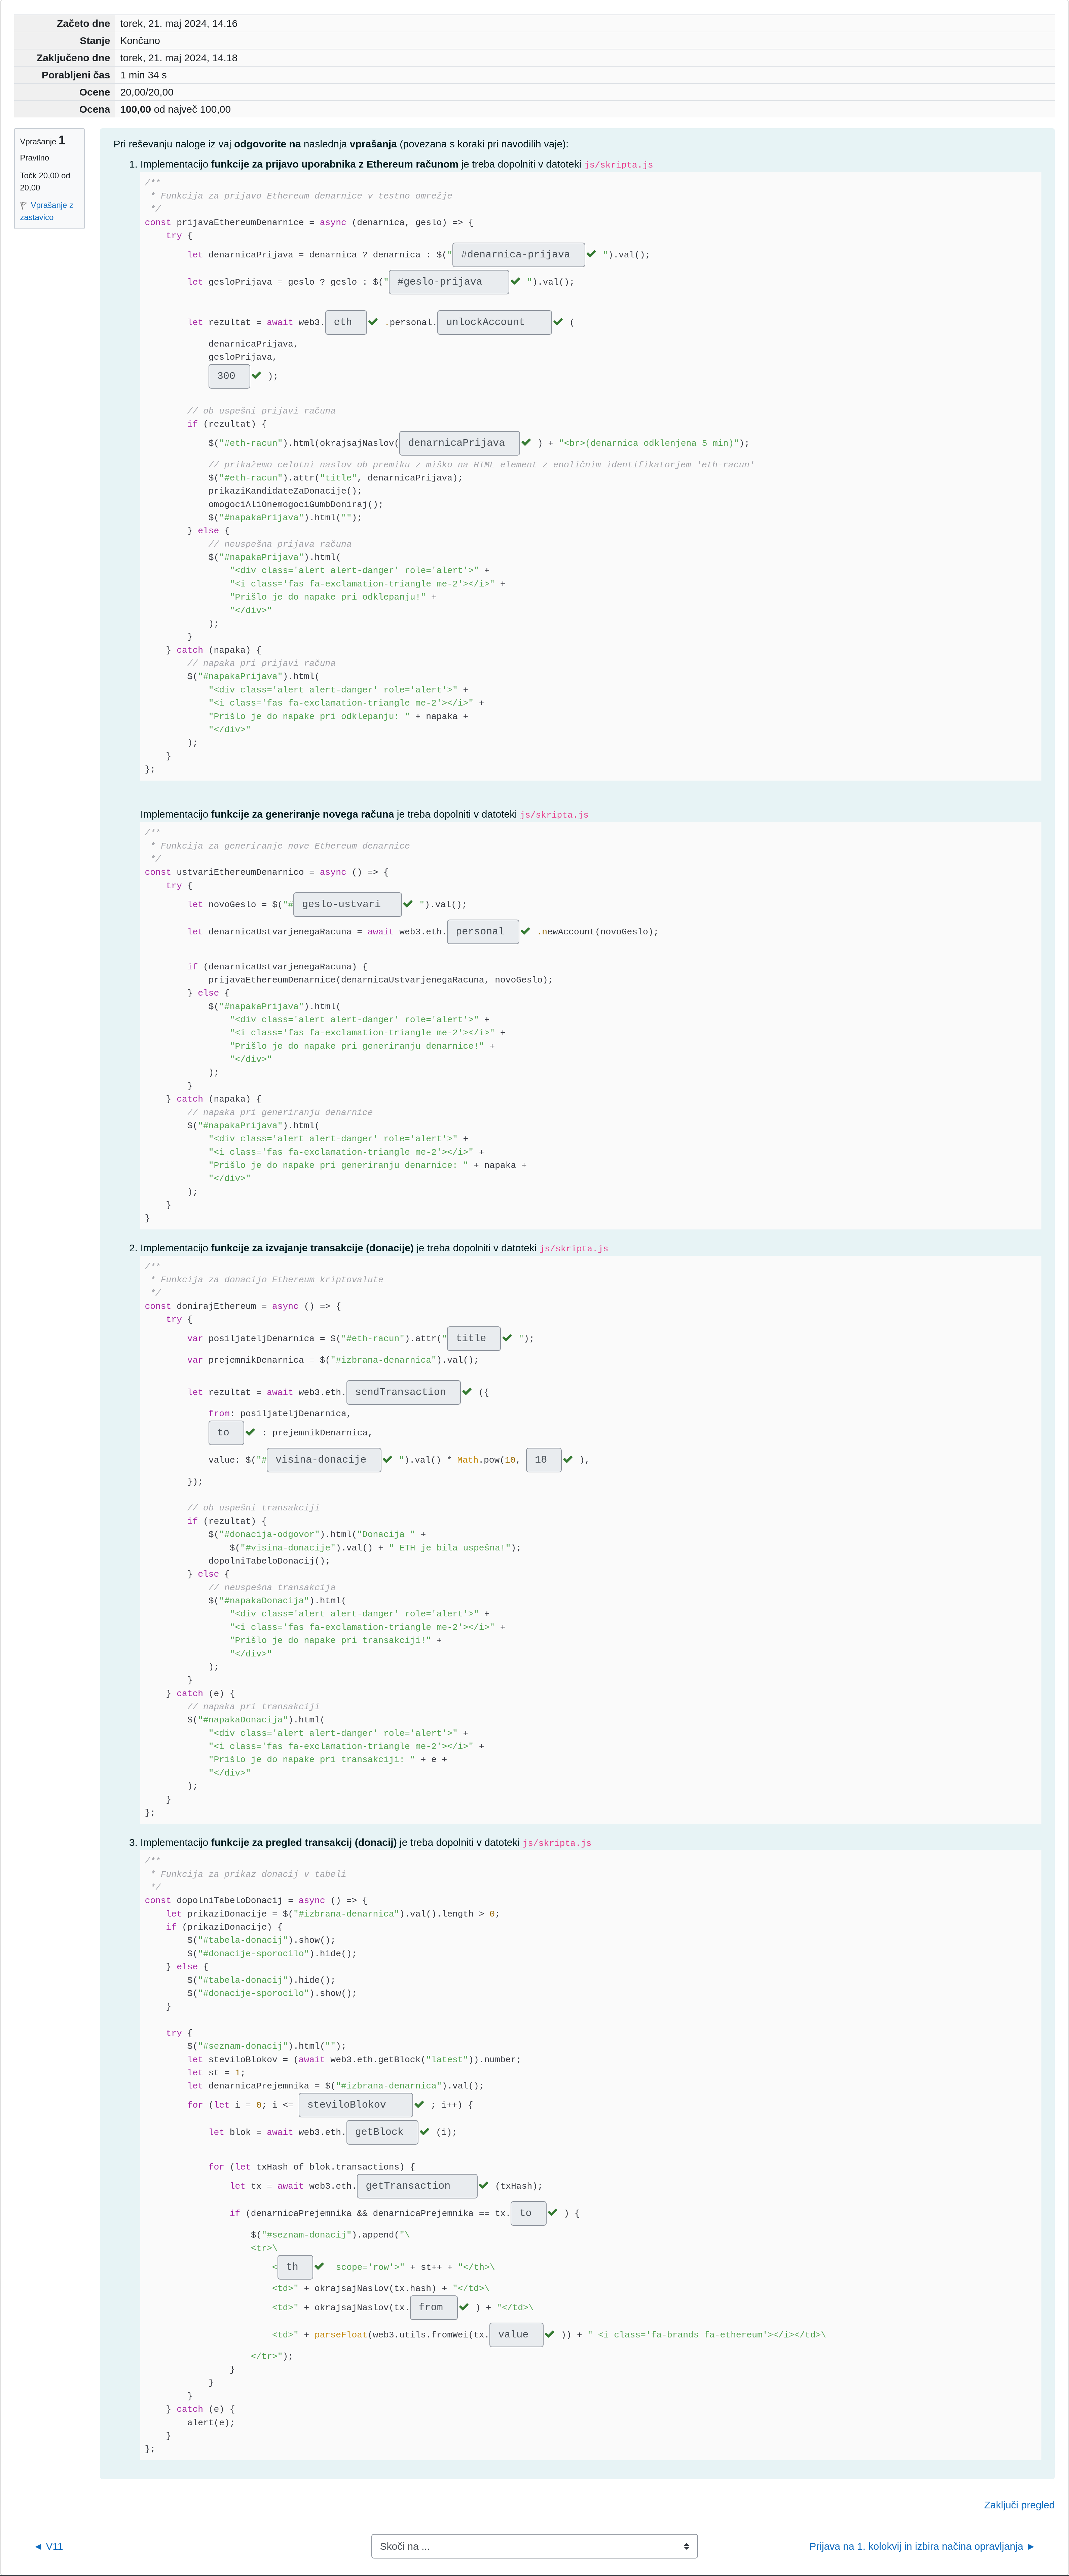 Začeto dne torek, 21. maj 2024, 14.16
Stanje Končano
Zaključeno dne torek, 21. maj 2024, 14.18
Porabljeni čas 1 min 34 s
Ocene 20,00/20,00
Ocena 100,00 od največ 100,00
Vprašanje 1
Pravilno
Točk 20,00 od
20,00
Vprašanje z
zastavico
Pri reševanju naloge iz vaj odgovorite na naslednja vprašanja (povezana s koraki pri navodilih vaje):
1. Implementacijo funkcije za prijavo uporabnika z Ethereum računom je treba dopolniti v datoteki js/skripta.js
/**
 * Funkcija za prijavo Ethereum denarnice v testno omrežje
 */
const prijavaEthereumDenarnice = async (denarnica, geslo) => {
    try {
        let denarnicaPrijava = denarnica ? denarnica : $("#denarnica-prijava ").val();
        let gesloPrijava = geslo ? geslo : $("#geslo-prijava ").val();
        let rezultat = await web3.eth .personal.unlockAccount (
            denarnicaPrijava,
            gesloPrijava,
            300 );
        // ob uspešni prijavi računa
        if (rezultat) {
            $("#eth-racun").html(okrajsajNaslov(denarnicaPrijava ) + "<br>(denarnica odklenjena 5 min)");
            // prikažemo celotni naslov ob premiku z miško na HTML element z enoličnim identifikatorjem 'eth-racun'
            $("#eth-racun").attr("title", denarnicaPrijava);
            prikaziKandidateZaDonacije();
            omogociAliOnemogociGumbDoniraj();
            $("#napakaPrijava").html("");
        } else {
            // neuspešna prijava računa
            $("#napakaPrijava").html(
                "<div class='alert alert-danger' role='alert'>" +
                "<i class='fas fa-exclamation-triangle me-2'></i>" +
                "Prišlo je do napake pri odklepanju!" +
                "</div>"
            );
        }
    } catch (napaka) {
        // napaka pri prijavi računa
        $("#napakaPrijava").html(
            "<div class='alert alert-danger' role='alert'>" +
            "<i class='fas fa-exclamation-triangle me-2'></i>" +
            "Prišlo je do napake pri odklepanju: " + napaka +
            "</div>"
        );
    }
};
Implementacijo funkcije za generiranje novega računa je treba dopolniti v datoteki js/skripta.js
/**
 * Funkcija za generiranje nove Ethereum denarnice
 */
const ustvariEthereumDenarnico = async () => {
    try {
        let novoGeslo = $("#geslo-ustvari ").val();
        let denarnicaUstvarjenegaRacuna = await web3.eth.personal .newAccount(novoGeslo);
        if (denarnicaUstvarjenegaRacuna) {
            prijavaEthereumDenarnice(denarnicaUstvarjenegaRacuna, novoGeslo);
        } else {
            $("#napakaPrijava").html(
                "<div class='alert alert-danger' role='alert'>" +
                "<i class='fas fa-exclamation-triangle me-2'></i>" +
                "Prišlo je do napake pri generiranju denarnice!" +
                "</div>"
            );
        }
    } catch (napaka) {
        // napaka pri generiranju denarnice
        $("#napakaPrijava").html(
            "<div class='alert alert-danger' role='alert'>" +
            "<i class='fas fa-exclamation-triangle me-2'></i>" +
            "Prišlo je do napake pri generiranju denarnice: " + napaka +
            "</div>"
        );
    }
}
2. Implementacijo funkcije za izvajanje transakcije (donacije) je treba dopolniti v datoteki js/skripta.js
/**
 * Funkcija za donacijo Ethereum kriptovalute
 */
const donirajEthereum = async () => {
    try {
        var posiljateljDenarnica = $("#eth-racun").attr("title ");
        var prejemnikDenarnica = $("#izbrana-denarnica").val();
        let rezultat = await web3.eth.sendTransaction ({
            from: posiljateljDenarnica,
            to : prejemnikDenarnica,
            value: $("#visina-donacije ").val() * Math.pow(10, 18 ),
        });
        // ob uspešni transakciji
        if (rezultat) {
            $("#donacija-odgovor").html("Donacija " +
                $("#visina-donacije").val() + " ETH je bila uspešna!");
            dopolniTabeloDonacij();
        } else {
            // neuspešna transakcija
            $("#napakaDonacija").html(
                "<div class='alert alert-danger' role='alert'>" +
                "<i class='fas fa-exclamation-triangle me-2'></i>" +
                "Prišlo je do napake pri transakciji!" +
                "</div>"
            );
        }
    } catch (e) {
        // napaka pri transakciji
        $("#napakaDonacija").html(
            "<div class='alert alert-danger' role='alert'>" +
            "<i class='fas fa-exclamation-triangle me-2'></i>" +
            "Prišlo je do napake pri transakciji: " + e +
            "</div>"
        );
    }
};
3. Implementacijo funkcije za pregled transakcij (donacij) je treba dopolniti v datoteki js/skripta.js
/**
 * Funkcija za prikaz donacij v tabeli
 */
const dopolniTabeloDonacij = async () => {
    let prikaziDonacije = $("#izbrana-denarnica").val().length > 0;
    if (prikaziDonacije) {
        $("#tabela-donacij").show();
        $("#donacije-sporocilo").hide();
    } else {
        $("#tabela-donacij").hide();
        $("#donacije-sporocilo").show();
    }
    try {
        $("#seznam-donacij").html("");
        let steviloBlokov = (await web3.eth.getBlock("latest")).number;
        let st = 1;
        let denarnicaPrejemnika = $("#izbrana-denarnica").val();
        for (let i = 0; i <= steviloBlokov ; i++) {
            let blok = await web3.eth.getBlock (i);
            for (let txHash of blok.transactions) {
                let tx = await web3.eth.getTransaction (txHash);
                if (denarnicaPrejemnika && denarnicaPrejemnika == tx.to ) {
                    $("#seznam-donacij").append("\
                    <tr>\
                        <th scope='row'>" + st++ + "</th>\
                        <td>" + okrajsajNaslov(tx.hash) + "</td>\
                        <td>" + okrajsajNaslov(tx.from ) + "</td>\
                        <td>" + parseFloat(web3.utils.fromWei(tx.value )) + " <i class='fa-brands fa-ethereum'></i></td>\
                    </tr>");
                }
            }
        }
    } catch (e) {
        alert(e);
    }
};
Zaključi pregled
◄ V11
Skoči na ...
Prijava na 1. kolokvij in izbira načina opravljanja ►